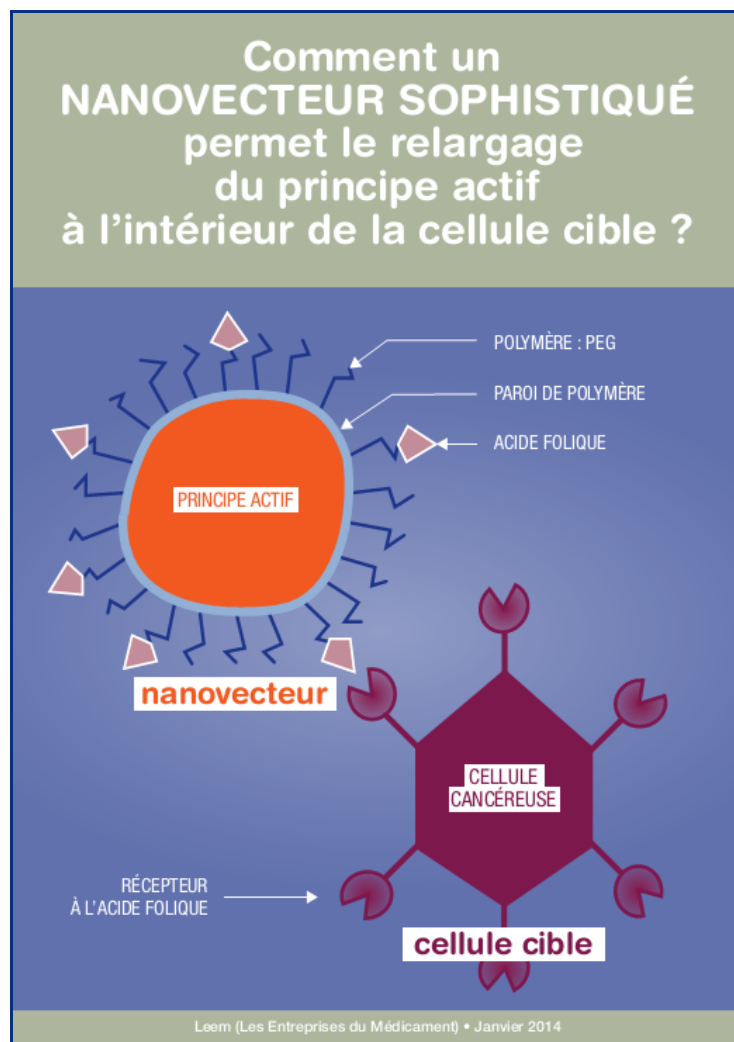 Comment un
NANOVECTEUR SOPHISTIQUÉ
permet le relargage
du principe actif
à l'intérieur de la cellule cible ?
POLYMÈRE : PEG
PAROI DE POLYMÈRE
ACIDE FOLIQUE
PRINCIPE ACTIF
nanovecteur
CELLULE
CANCÉREUSE
RÉCEPTEUR
À L'ACIDE FOLIQUE
cellule cible
Leem (Les Entreprises du Médicament) • Janvier 2014